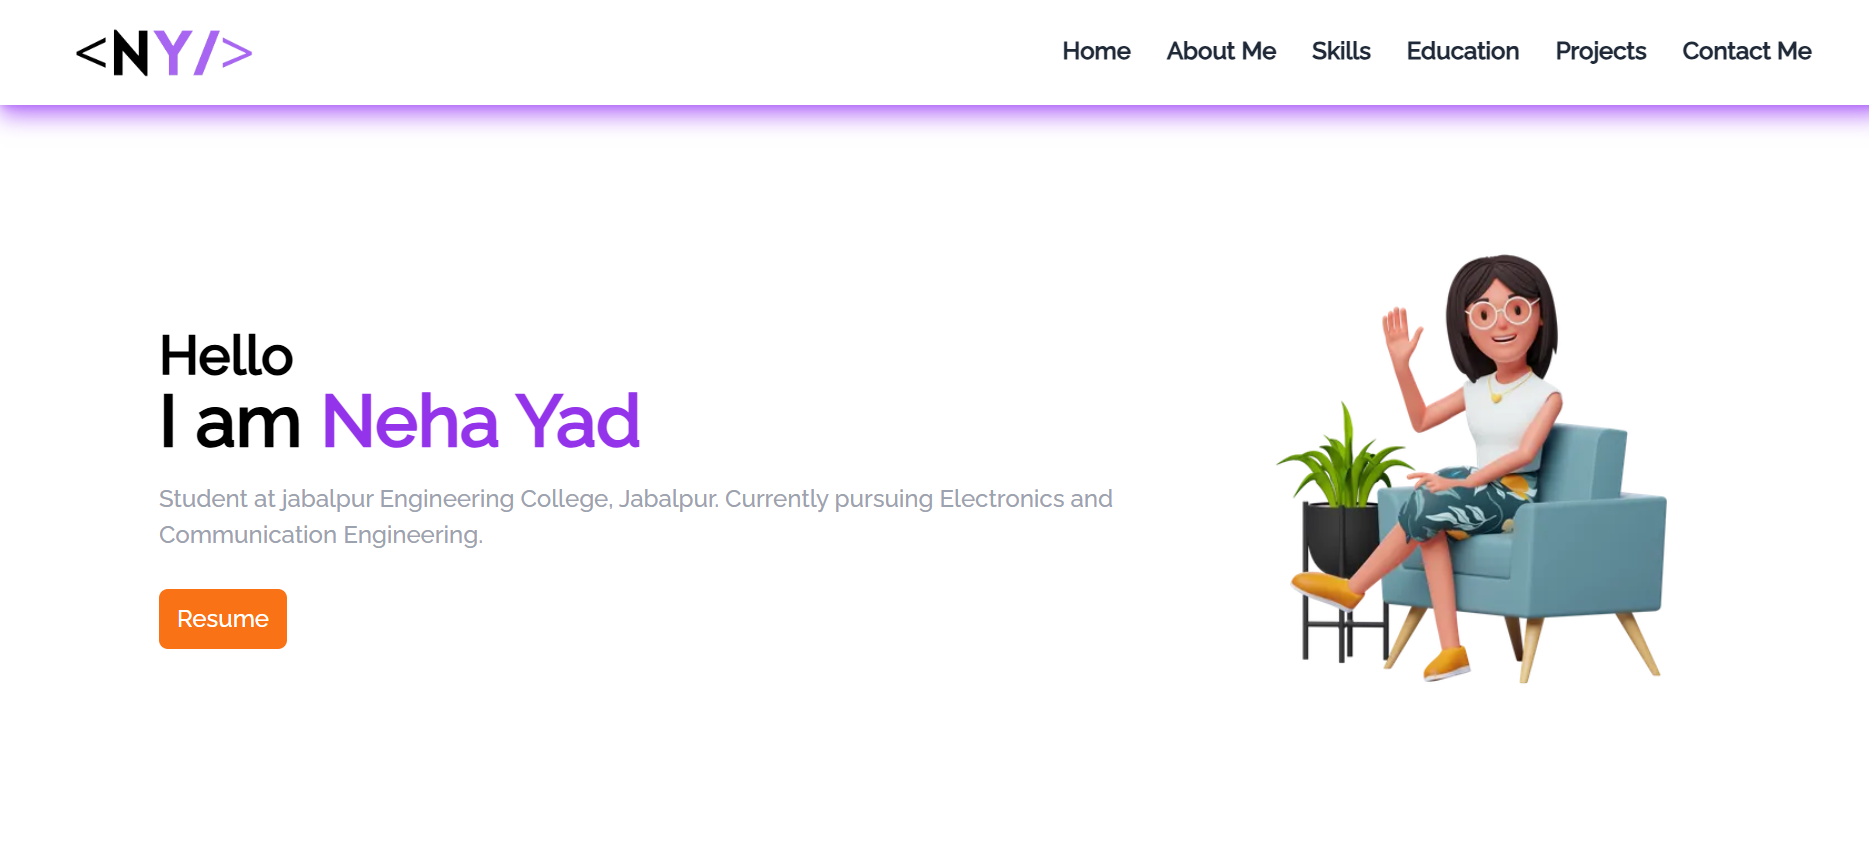 <NY/>
Home About Me Skills Education Projects Contact Me
Hello
I am Neha Yad
Student at jabalpur Engineering College, Jabalpur. Currently pursuing Electronics and
Communication Engineering.
Resume